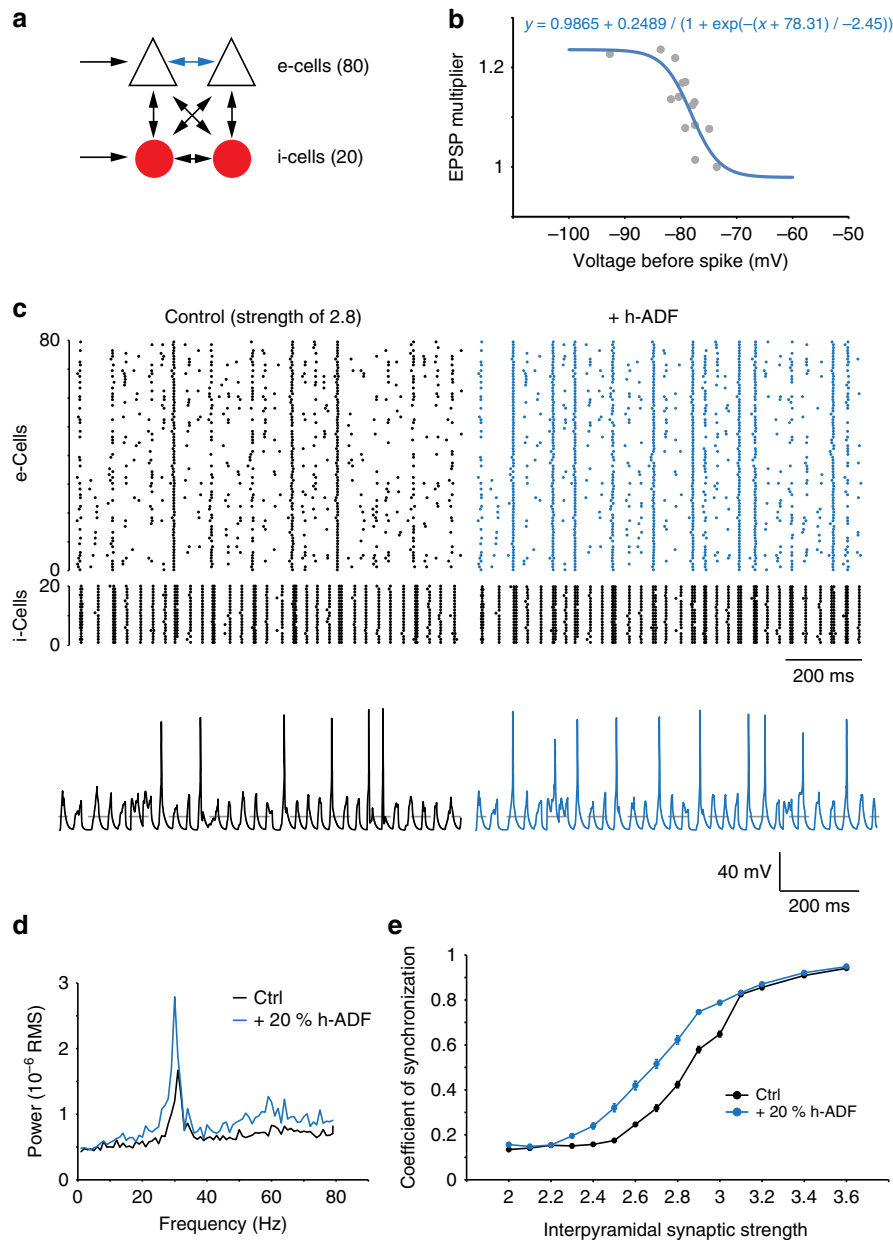 a
e-cells (80)
i-cells (20)
b
y = 0.9865 + 0.2489 / (1 + exp(–(x + 78.31) / –2.45))
EPSP multiplier
1.2
1
–100 –90 –80 –70 –60 –50
Voltage before spike (mV)
c
Control (strength of 2.8)
+ h-ADF
80
e-Cells
0
20
i-Cells
0
200 ms
40 mV
200 ms
d
Power (10⁻⁶ RMS)
3
2
1
0
Ctrl
+ 20 % h-ADF
0 20 40 60 80
Frequency (Hz)
e
Coefficient of synchronization
1
0.8
0.6
0.4
0.2
0
Ctrl
+ 20 % h-ADF
2 2.2 2.4 2.6 2.8 3 3.2 3.4 3.6
Interpyramidal synaptic strength